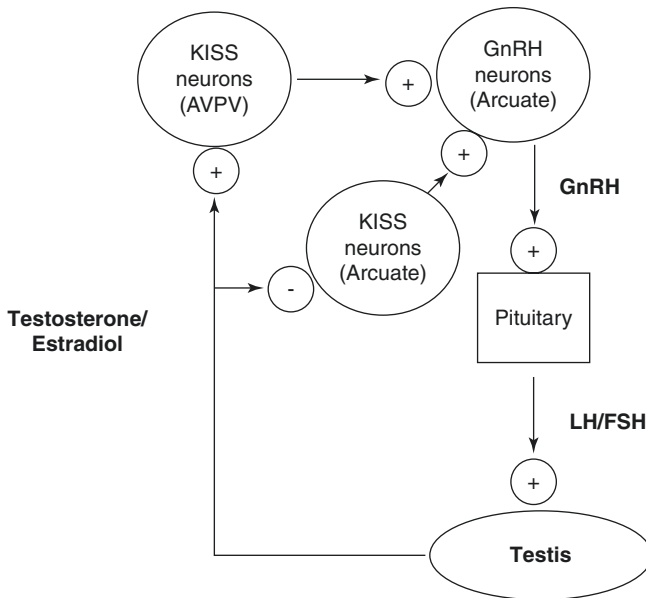 KISS
neurons
(AVPV)
+
GnRH
neurons
(Arcuate)
+
+
+
GnRH
KISS
neurons
(Arcuate)
+
-
Pituitary
Testosterone/
Estradiol
LH/FSH
+
Testis